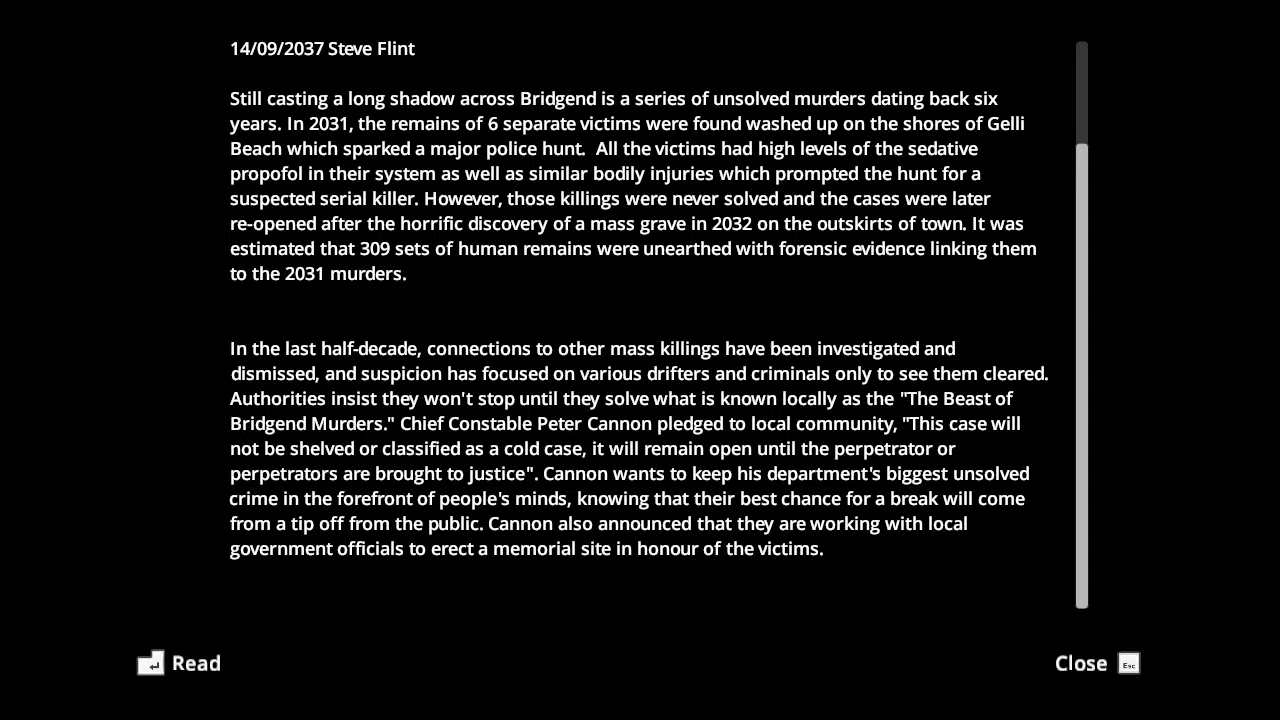 14/09/2037 Steve Flint
Still casting a long shadow across Bridgend is a series of unsolved murders dating back six
years. In 2031, the remains of 6 separate victims were found washed up on the shores of Gelli
Beach which sparked a major police hunt.  All the victims had high levels of the sedative
propofol in their system as well as similar bodily injuries which prompted the hunt for a
suspected serial killer. However, those killings were never solved and the cases were later
re-opened after the horrific discovery of a mass grave in 2032 on the outskirts of town. It was
estimated that 309 sets of human remains were unearthed with forensic evidence linking them
to the 2031 murders.
In the last half-decade, connections to other mass killings have been investigated and
dismissed, and suspicion has focused on various drifters and criminals only to see them cleared.
Authorities insist they won't stop until they solve what is known locally as the "The Beast of
Bridgend Murders." Chief Constable Peter Cannon pledged to local community, "This case will
not be shelved or classified as a cold case, it will remain open until the perpetrator or
perpetrators are brought to justice". Cannon wants to keep his department's biggest unsolved
crime in the forefront of people's minds, knowing that their best chance for a break will come
from a tip off from the public. Cannon also announced that they are working with local
government officials to erect a memorial site in honour of the victims.
Read
Close Esc